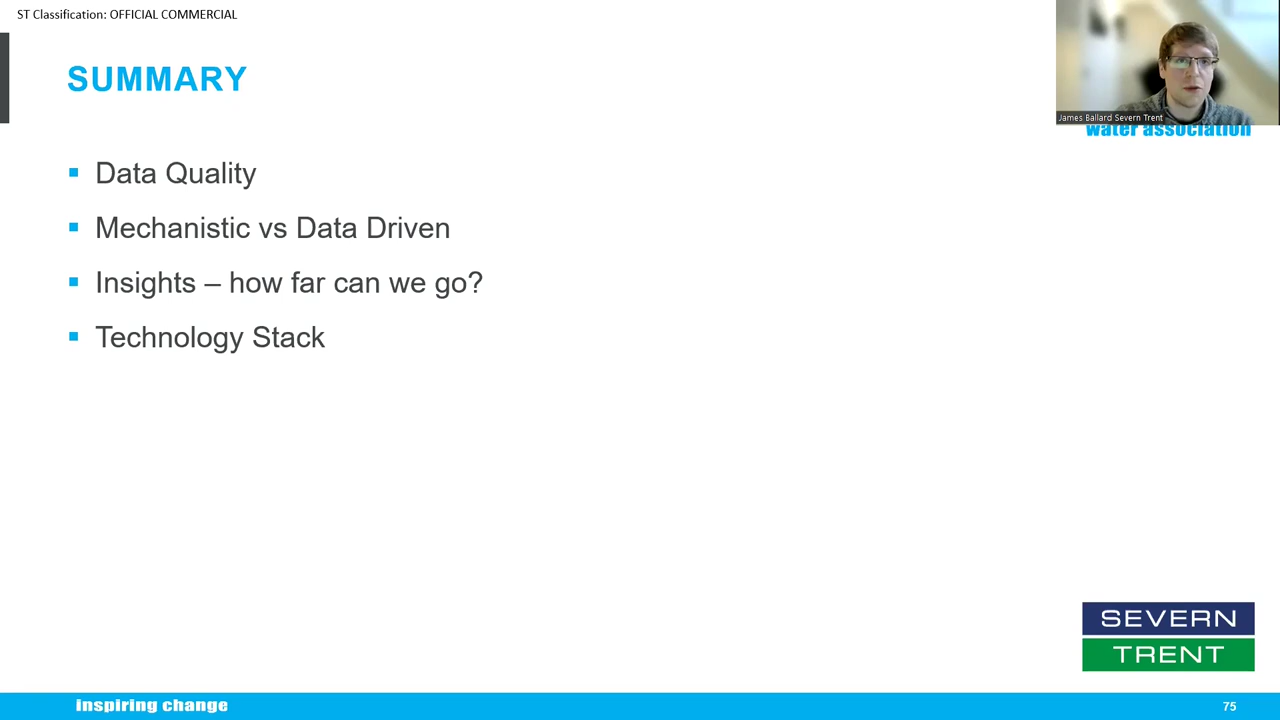 ST Classification: OFFICIAL COMMERCIAL
SUMMARY
James Ballard Severn Trent
water association
Data Quality
Mechanistic vs Data Driven
Insights – how far can we go?
Technology Stack
SEVERN
TRENT
inspiring change
75